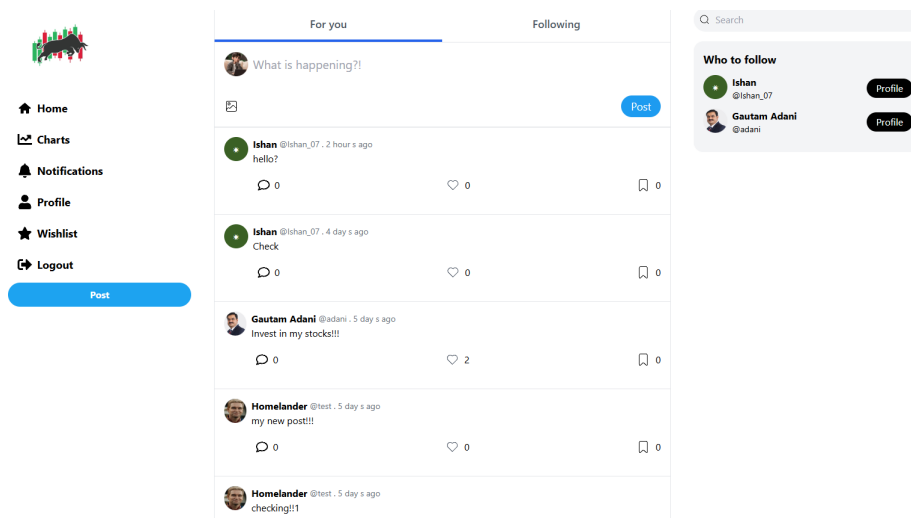 Home
Charts
Notifications
Profile
Wishlist
Logout
Post
For you
Following
What is happening?!
Post
Ishan @Ishan_07 . 2 hour s ago
hello?
0 0 0
Ishan @Ishan_07 . 4 day s ago
Check
0 0 0
Gautam Adani @adani . 5 day s ago
Invest in my stocks!!!
0 2 0
Homelander @test . 5 day s ago
my new post!!!
0 0 0
Homelander @test . 5 day s ago
checking!!1
Search
Who to follow
Ishan
@Ishan_07
Profile
Gautam Adani
@adani
Profile